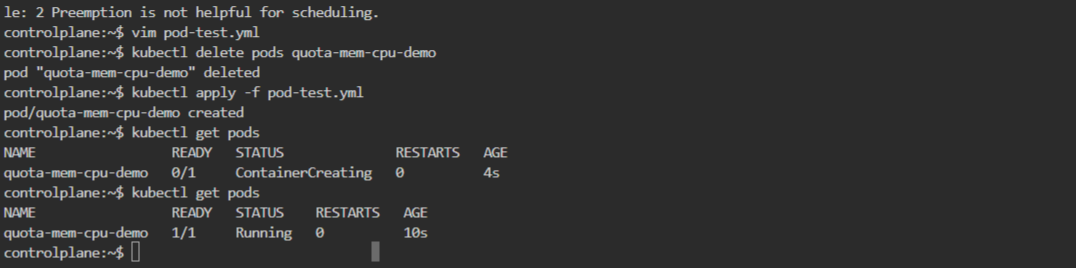 le: 2 Preemption is not helpful for scheduling.
controlplane:~$ vim pod-test.yml
controlplane:~$ kubectl delete pods quota-mem-cpu-demo
pod "quota-mem-cpu-demo" deleted
controlplane:~$ kubectl apply -f pod-test.yml
pod/quota-mem-cpu-demo created
controlplane:~$ kubectl get pods
NAME                 READY   STATUS              RESTARTS   AGE
quota-mem-cpu-demo   0/1     ContainerCreating   0          4s
controlplane:~$ kubectl get pods
NAME                 READY   STATUS    RESTARTS   AGE
quota-mem-cpu-demo   1/1     Running   0          10s
controlplane:~$